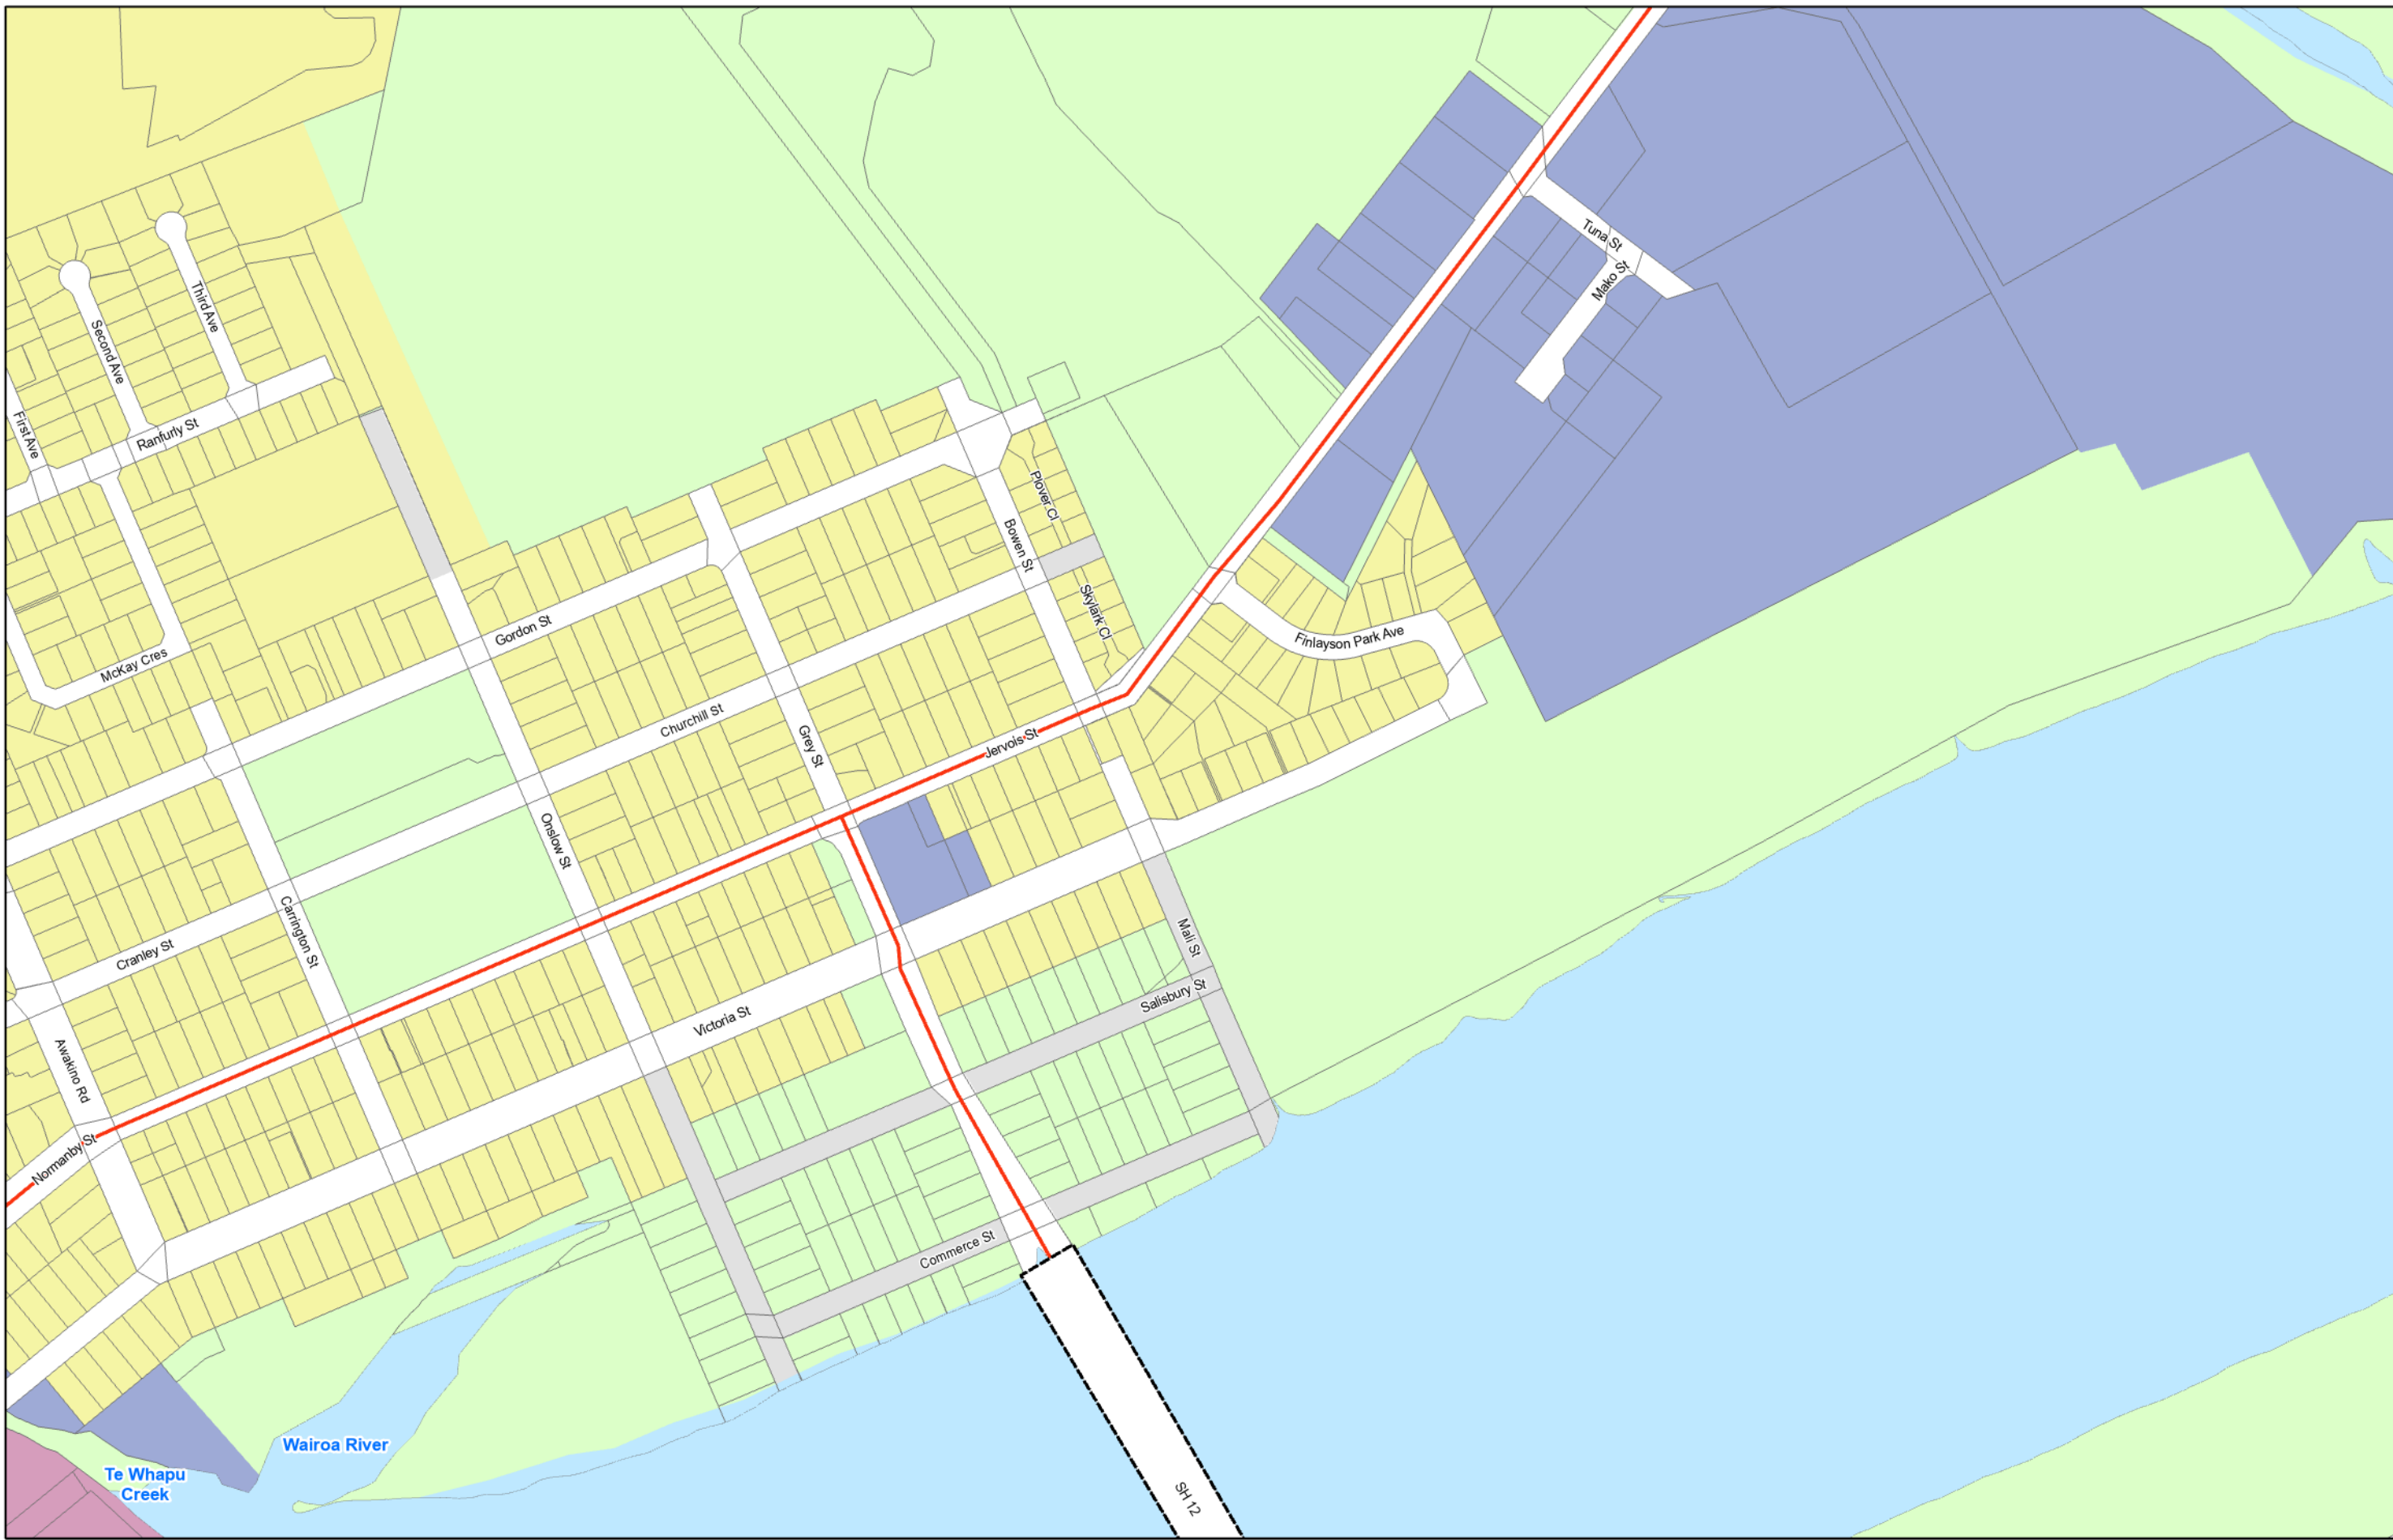 Tuna St
Mako St
Third Ave
Second Ave
First Ave
Ranfurly St
Plover Cl
Bowen St
Skylark Cl
Gordon St
Finlayson Park Ave
McKay Cres
Churchill St
Grey St
Jervois St
Onslow St
Carrington St
Cranley St
Mali St
Salisbury St
Victoria St
Awakino Rd
Normanby St
Commerce St
Wairoa River
Te Whapu
Creek
SH 12